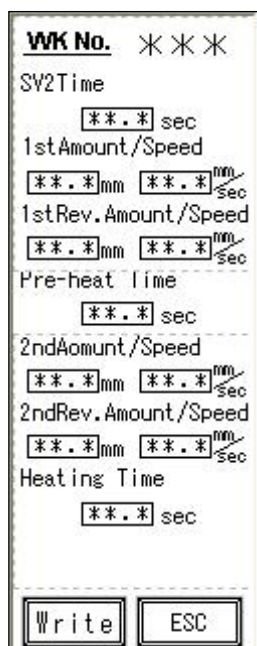 WK No. ＊＊＊
SV2Time
**.* sec
1stAmount/Speed
**.* mm **.* mm/sec
1stRev.Amount/Speed
**.* mm **.* mm/sec
Pre-heat Time
**.* sec
2ndAomunt/Speed
**.* mm **.* mm/sec
2ndRev.Amount/Speed
**.* mm **.* mm/sec
Heating Time
**.* sec
Write ESC